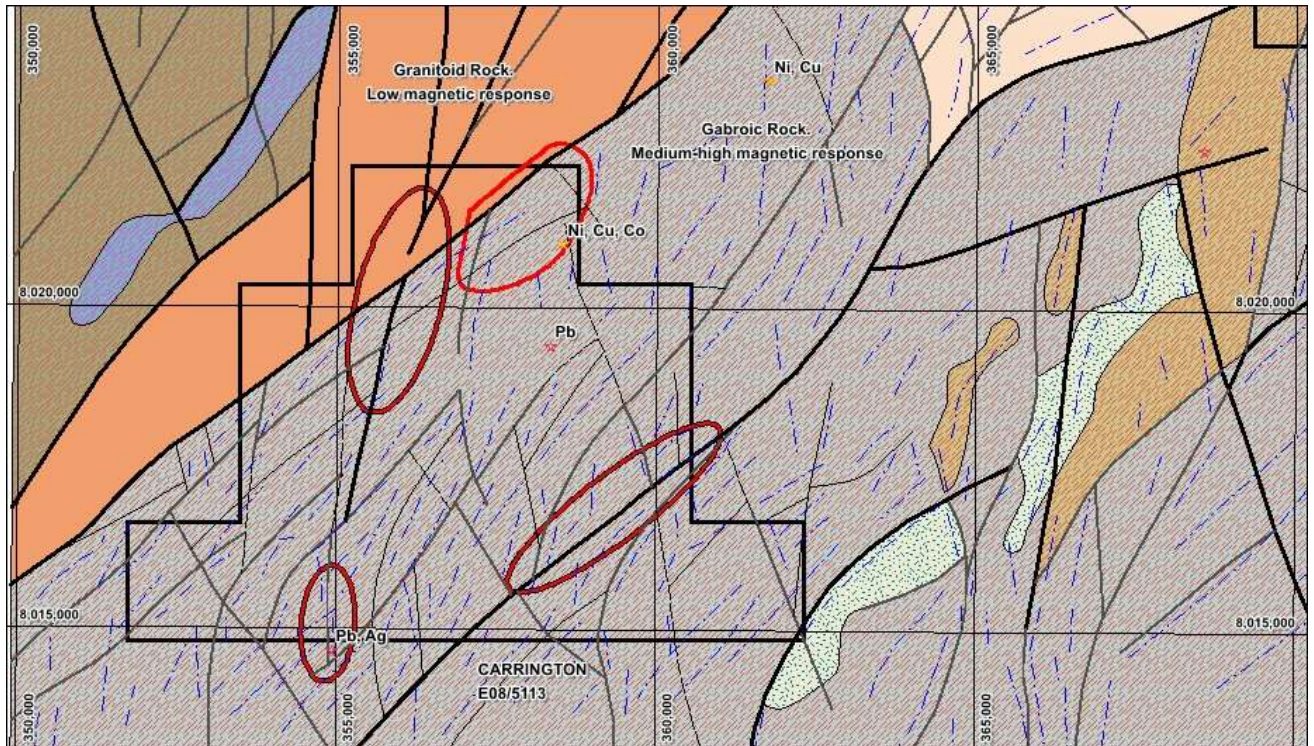 350,000
355,000
360,000
365,000
Granitoid Rock.
Low magnetic response
Ni, Cu
Gabroic Rock.
Medium-high magnetic response
Ni, Cu, Co
8,020,000
8,020,000
Pb
8,015,000
8,015,000
Pb, Ag
CARRINGTON
E08/5113
350,000
355,000
360,000
365,000